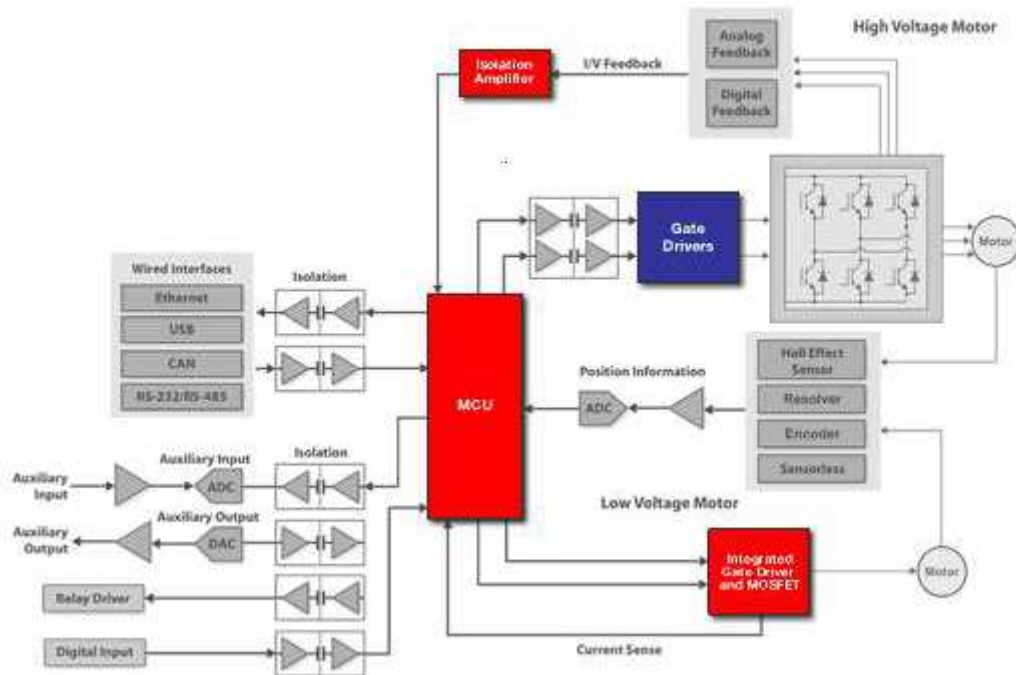 High Voltage Motor
Analog
Feedback
Digital
Feedback
I/V Feedback
Isolation
Amplifier
Gate
Drivers
Motor
Wired Interfaces
Ethernet
USB
CAN
RS-232/RS-485
Isolation
MCU
Position Information
ADC
Hall Effect
Sensor
Resolver
Encoder
Sensorless
Auxiliary
Input
Auxiliary Input
ADC
Isolation
Auxiliary
Output
Auxiliary Output
DAC
Relay Driver
Digital Input
Low Voltage Motor
Integrated
Gate Driver
and MOSFET
Motor
Current Sense